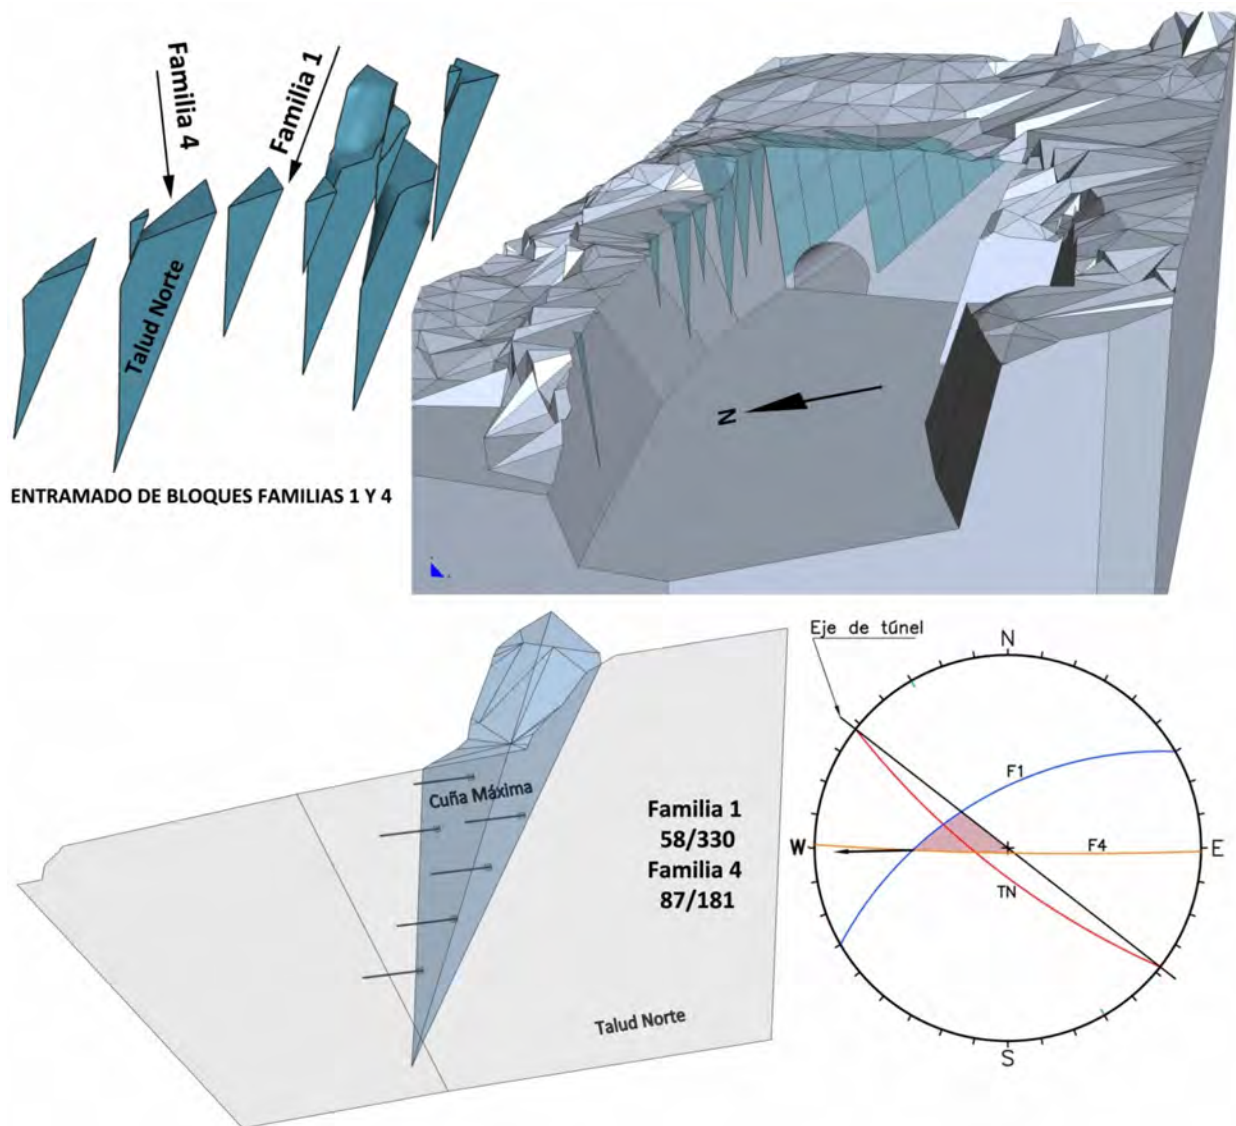 Familia 4
Familia 1
Talud Norte
ENTRAMADO DE BLOQUES FAMILIAS 1 Y 4
N
Cuña Máxima
Familia 1
58/330
Familia 4
87/181
Talud Norte
Eje de túnel
N
F1
W
F4
E
TN
S